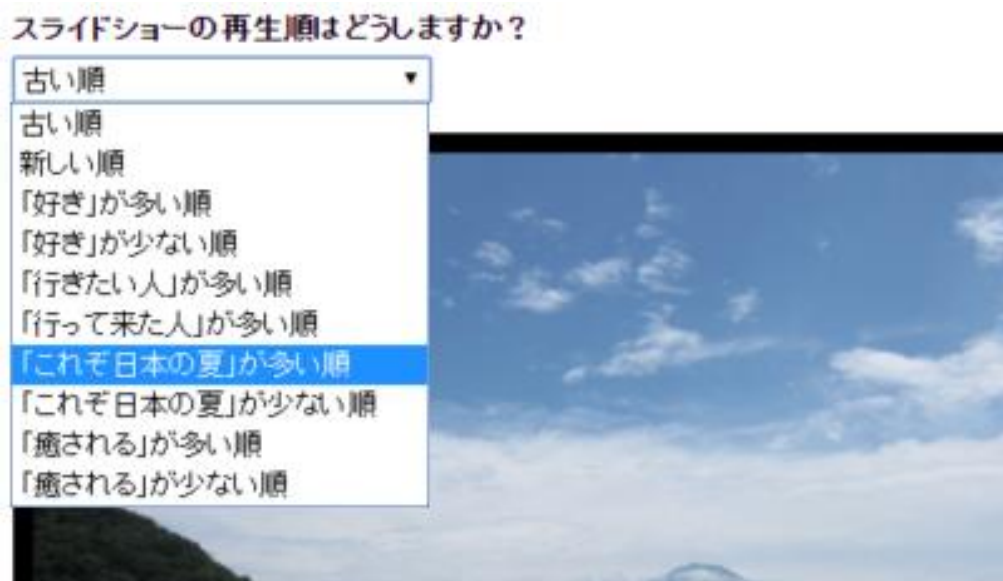 スライドショーの再生順はどうしますか？
古い順
古い順
新しい順
「好き」が多い順
「好き」が少ない順
「行きたい人」が多い順
「行って来た人」が多い順
「これぞ日本の夏」が多い順
「これぞ日本の夏」が少ない順
「癒される」が多い順
「癒される」が少ない順